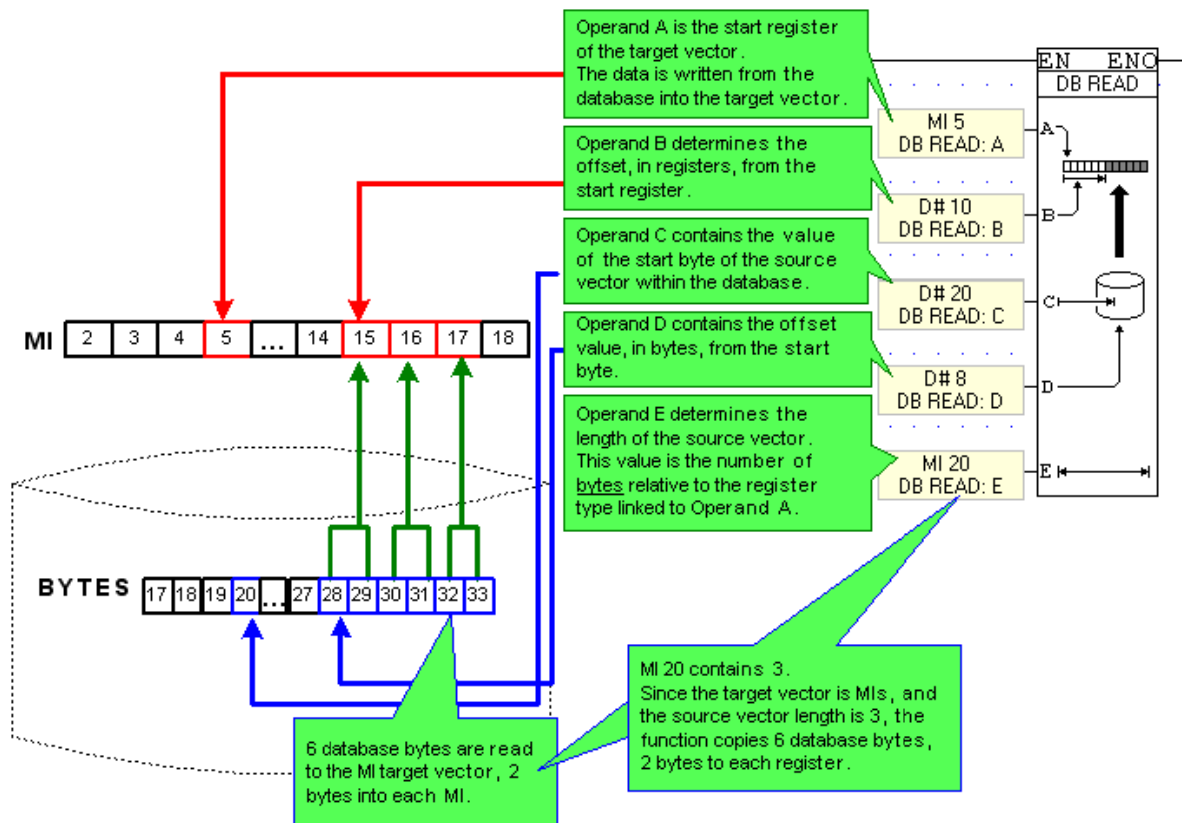 Operand A is the start register
of the target vector.
The data is written from the
database into the target vector.
Operand B determines the
offset, in registers, from the
start register.
Operand C contains the value
of the start byte of the source
vector within the database.
Operand D contains the offset
value, in bytes, from the start
byte.
Operand E determines the
length of the source vector.
This value is the number of
bytes relative to the register
type linked to Operand A.
EN ENO
DB READ
MI 5
DB READ: A
A
D# 10
DB READ: B
B
D# 20
DB READ: C
C
D# 8
DB READ: D
D
MI 20
DB READ: E
E
MI 2 3 4 5 ... 14 15 16 17 18
BYTES 17 18 19 20 ... 27 28 29 30 31 32 33
6 database bytes are read
to the MI target vector, 2
bytes into each MI.
MI 20 contains 3.
Since the target vector is MIs, and
the source vector length is 3, the
function copies 6 database bytes,
2 bytes to each register.